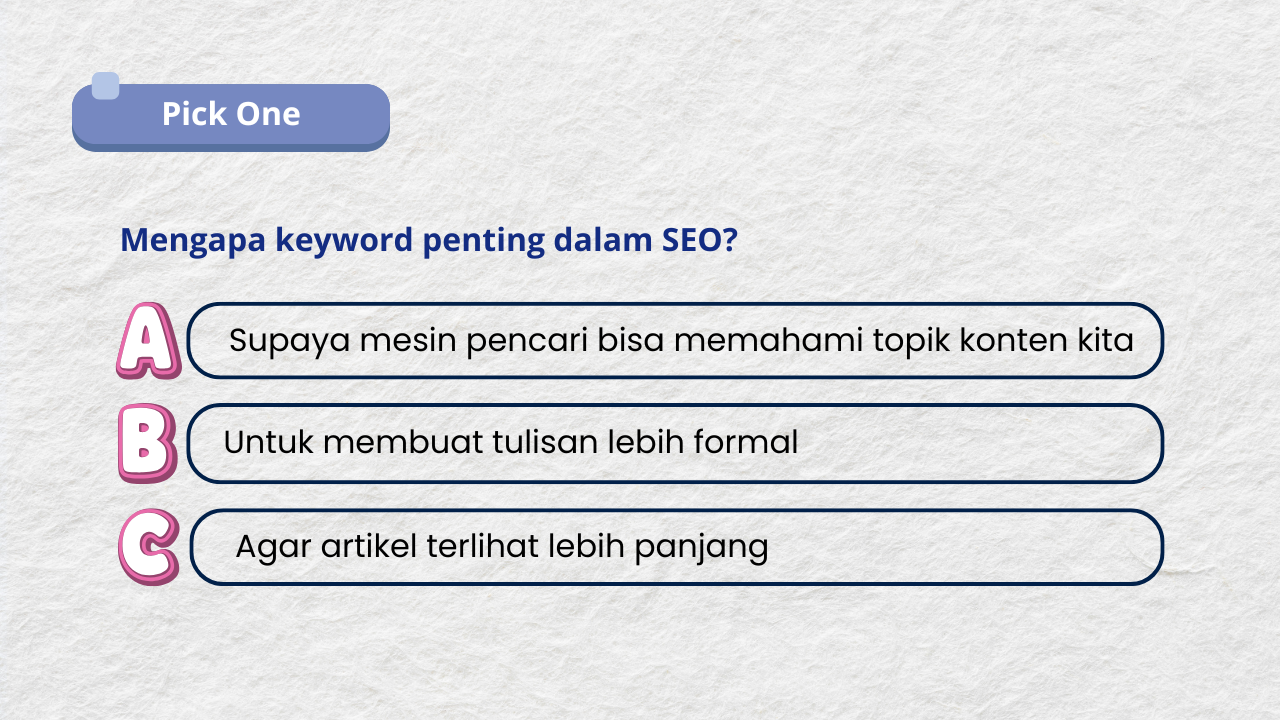 Pick One
Mengapa keyword penting dalam SEO?
A Supaya mesin pencari bisa memahami topik konten kita
B Untuk membuat tulisan lebih formal
C Agar artikel terlihat lebih panjang